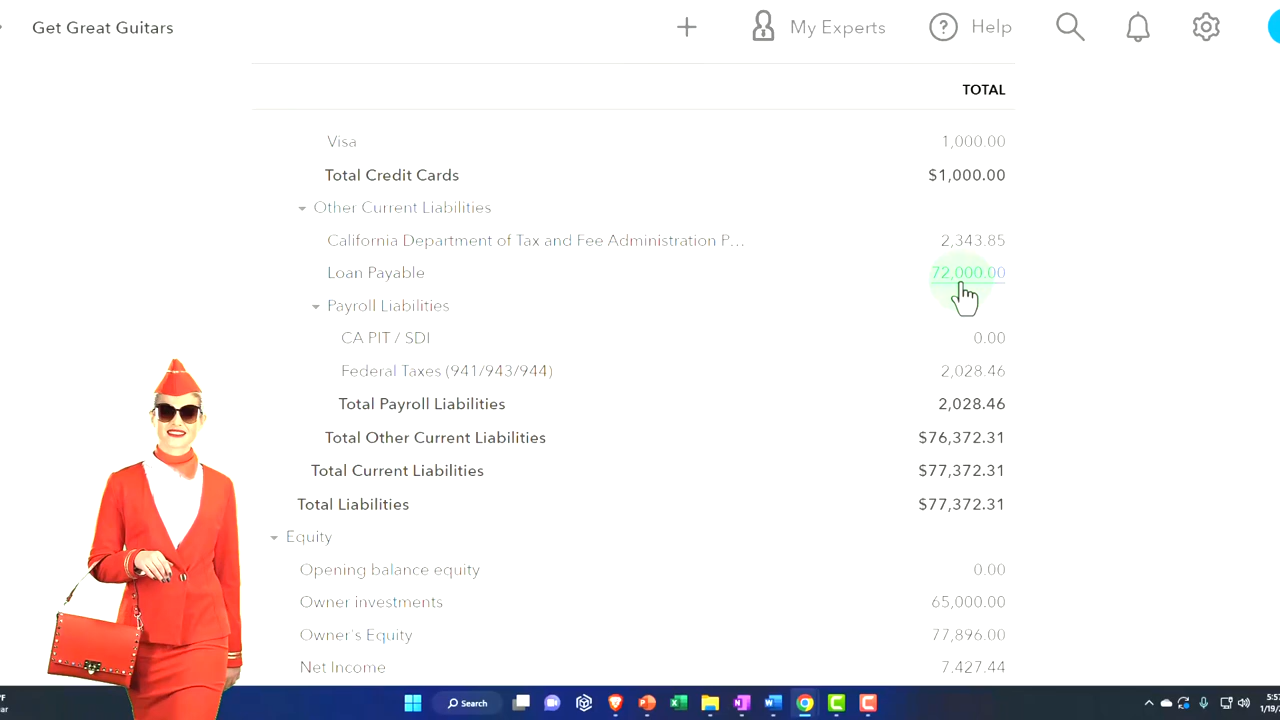 Get Great Guitars
My Experts
Help
TOTAL
Visa 1,000.00
Total Credit Cards $1,000.00
Other Current Liabilities
California Department of Tax and Fee Administration P... 2,343.85
Loan Payable 72,000.00
Payroll Liabilities
CA PIT / SDI 0.00
Federal Taxes (941/943/944) 2,028.46
Total Payroll Liabilities 2,028.46
Total Other Current Liabilities $76,372.31
Total Current Liabilities $77,372.31
Total Liabilities $77,372.31
Equity
Opening balance equity 0.00
Owner investments 65,000.00
Owner's Equity 77,896.00
Net Income 7,427.44
Search